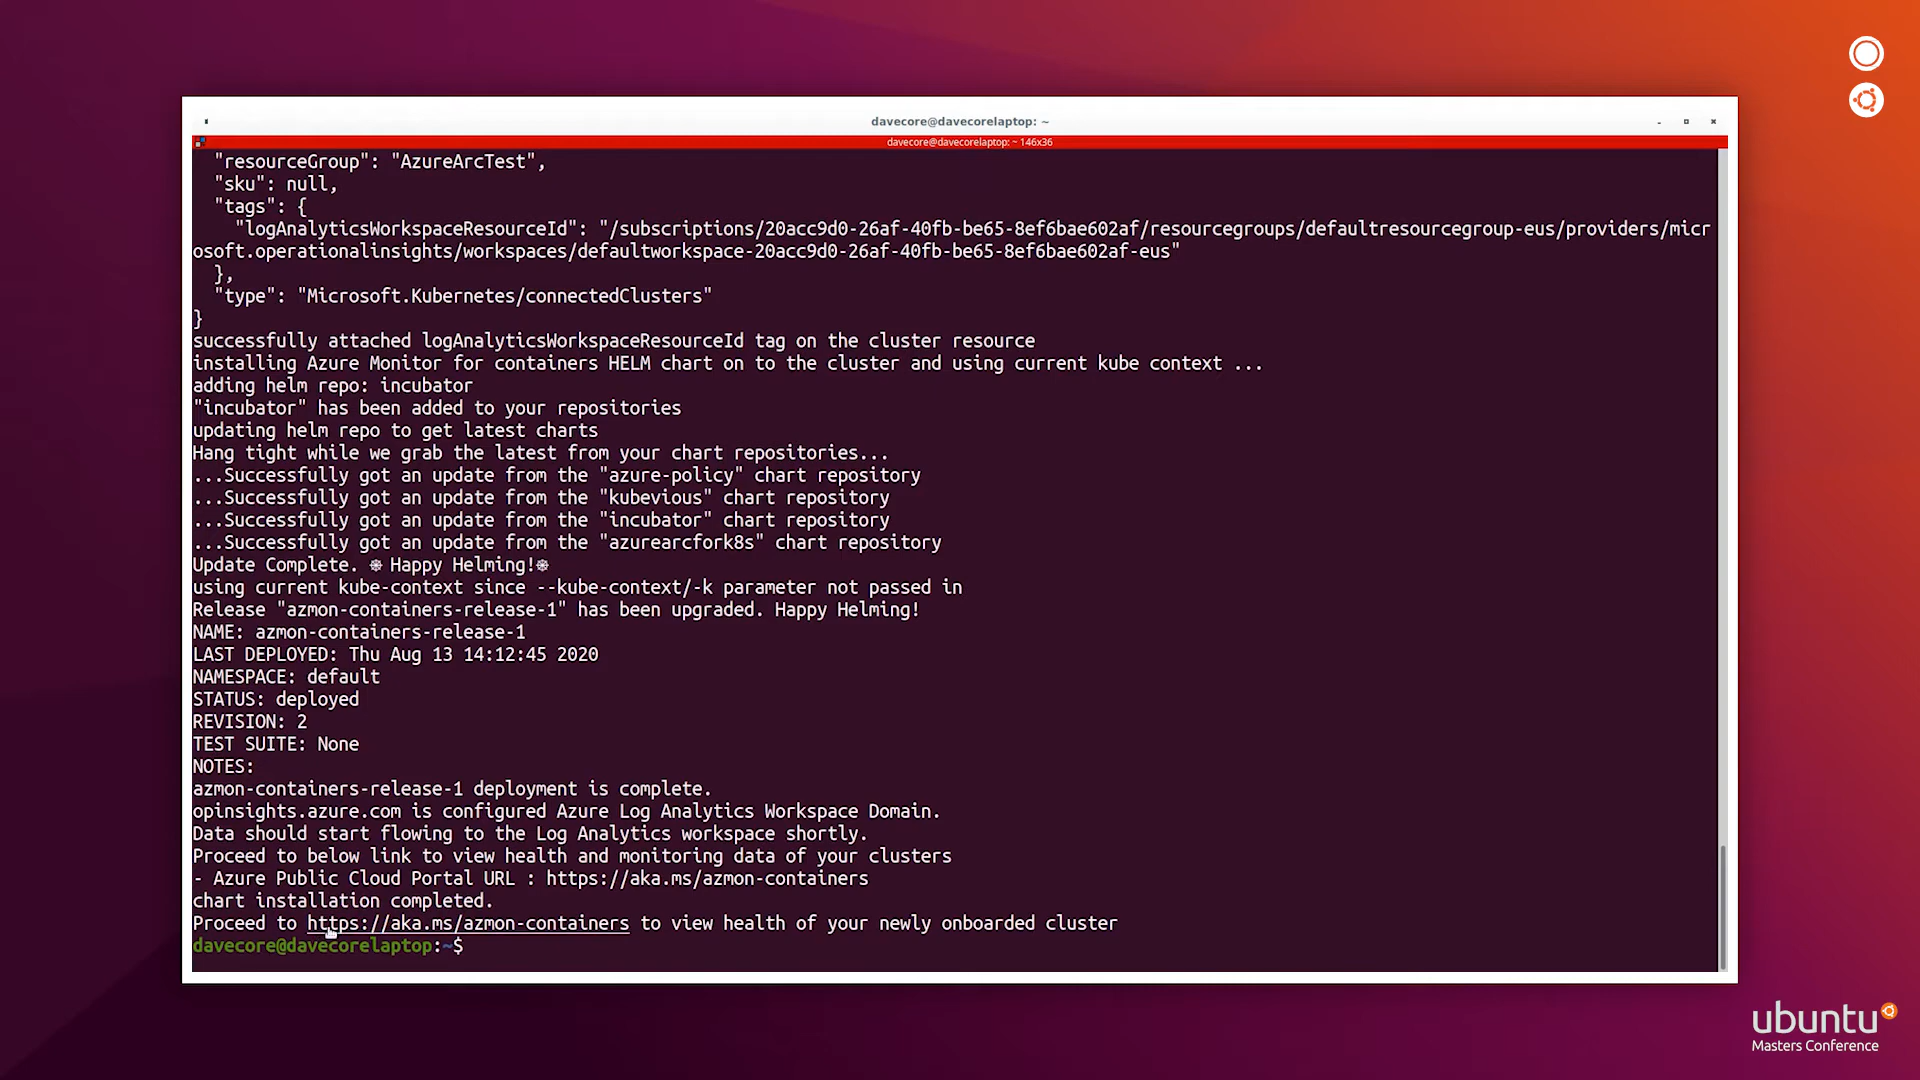 davecore@davecorelaptop: ~
davecore@davecorelaptop: ~ 146x36
"resourceGroup": "AzureArcTest",
"sku": null,
"tags": {
"logAnalyticsWorkspaceResourceId": "/subscriptions/20acc9d0-26af-40fb-be65-8ef6bae602af/resourcegroups/defaultresourcegroup-eus/providers/micr
osoft.operationalinsights/workspaces/defaultworkspace-20acc9d0-26af-40fb-be65-8ef6bae602af-eus"
},
"type": "Microsoft.Kubernetes/connectedClusters"
}
successfully attached logAnalyticsWorkspaceResourceId tag on the cluster resource
installing Azure Monitor for containers HELM chart on to the cluster and using current kube context ...
adding helm repo: incubator
"incubator" has been added to your repositories
updating helm repo to get latest charts
Hang tight while we grab the latest from your chart repositories...
...Successfully got an update from the "azure-policy" chart repository
...Successfully got an update from the "kubevious" chart repository
...Successfully got an update from the "incubator" chart repository
...Successfully got an update from the "azurearcfork8s" chart repository
Update Complete. ⎈ Happy Helming!⎈
using current kube-context since --kube-context/-k parameter not passed in
Release "azmon-containers-release-1" has been upgraded. Happy Helming!
NAME: azmon-containers-release-1
LAST DEPLOYED: Thu Aug 13 14:12:45 2020
NAMESPACE: default
STATUS: deployed
REVISION: 2
TEST SUITE: None
NOTES:
azmon-containers-release-1 deployment is complete.
opinsights.azure.com is configured Azure Log Analytics Workspace Domain.
Data should start flowing to the Log Analytics workspace shortly.
Proceed to below link to view health and monitoring data of your clusters
- Azure Public Cloud Portal URL : https://aka.ms/azmon-containers
chart installation completed.
Proceed to https://aka.ms/azmon-containers to view health of your newly onboarded cluster
davecore@davecorelaptop:~$
ubuntu
Masters Conference